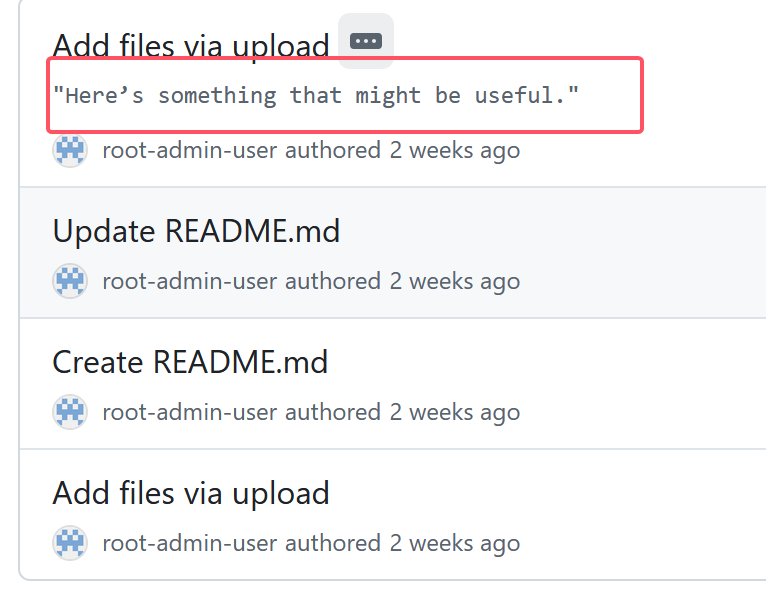 Add files via upload
"Here’s something that might be useful."
root-admin-user authored 2 weeks ago
Update README.md
root-admin-user authored 2 weeks ago
Create README.md
root-admin-user authored 2 weeks ago
Add files via upload
root-admin-user authored 2 weeks ago